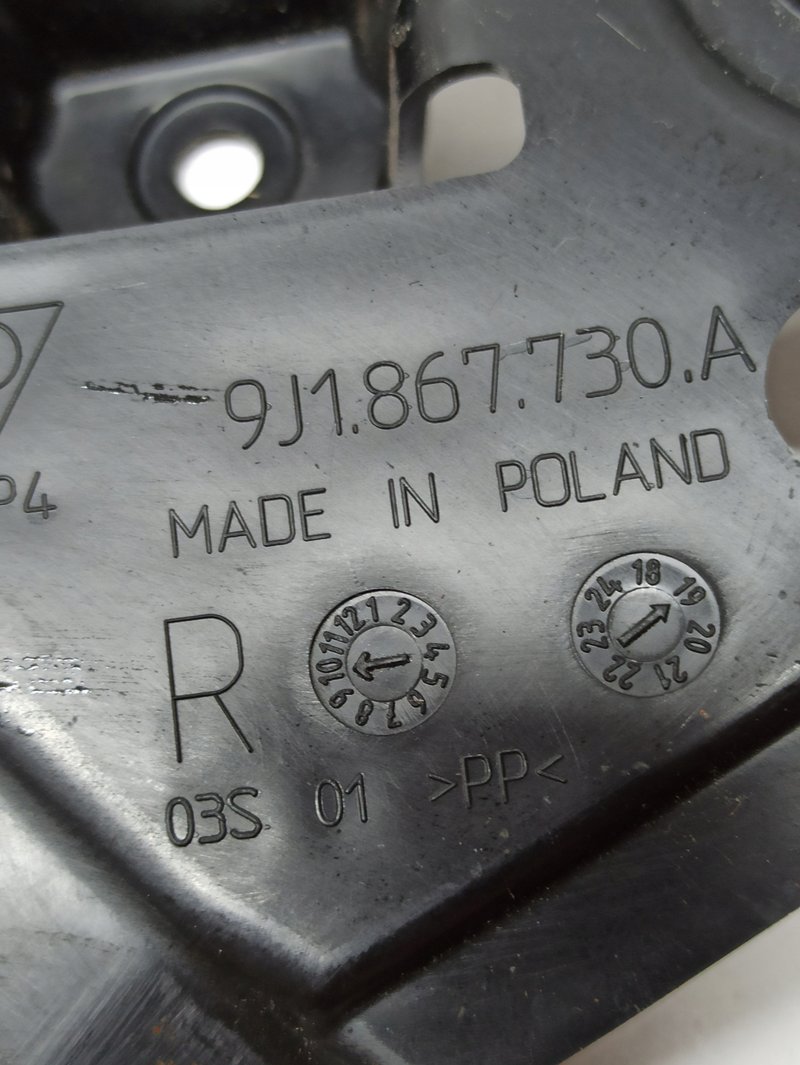 9J1.867.730.A
P4
MADE IN POLAND
R
1 2 3 4 5 6 7 8 9 10 11 12
18 19 20 21 22 23 24
03S 01 >PP<